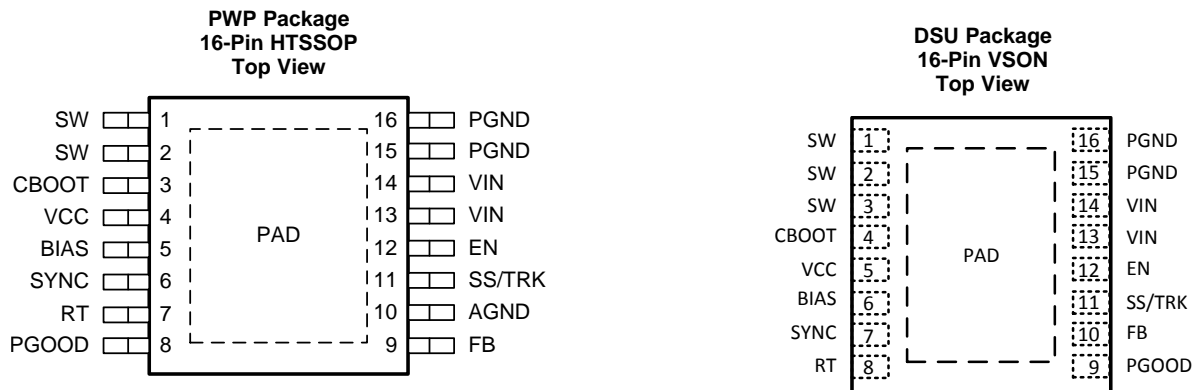 PWP Package
16-Pin HTSSOP
Top View
SW 1 16 PGND
SW 2 15 PGND
CBOOT 3 14 VIN
VCC 4 13 VIN
BIAS 5 12 EN
SYNC 6 11 SS/TRK
RT 7 10 AGND
PGOOD 8 9 FB
PAD
DSU Package
16-Pin VSON
Top View
SW 1 16 PGND
SW 2 15 PGND
SW 3 14 VIN
CBOOT 4 13 VIN
VCC 5 12 EN
BIAS 6 11 SS/TRK
SYNC 7 10 FB
RT 8 9 PGOOD
PAD